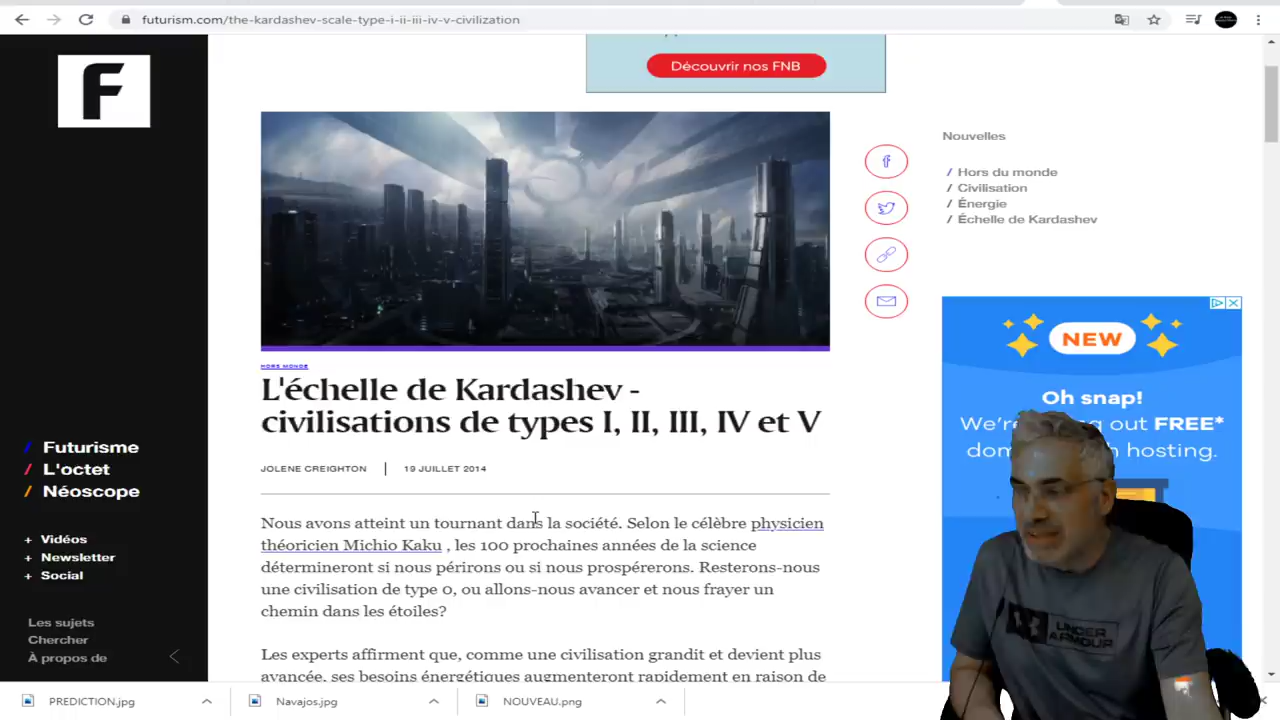 futurism.com/the-kardashev-scale-type-i-ii-iii-iv-v-civilization
F
Découvrir nos FNB
Nouvelles
/ Hors du monde
/ Civilisation
/ Énergie
/ Échelle de Kardashev
HORS MONDE
L'échelle de Kardashev -
civilisations de types I, II, III, IV et V
JOLENE CREIGHTON | 19 JUILLET 2014
Nous avons atteint un tournant dans la société. Selon le célèbre physicien
théoricien Michio Kaku , les 100 prochaines années de la science
détermineront si nous périrons ou si nous prospérerons. Resterons-nous
une civilisation de type 0, ou allons-nous avancer et nous frayer un
chemin dans les étoiles?
Les experts affirment que, comme une civilisation grandit et devient plus
avancée, ses besoins énergétiques augmenteront rapidement en raison de
/ Futurisme
/ L'octet
/ Néoscope
+ Vidéos
+ Newsletter
+ Social
Les sujets
Chercher
À propos de
NEW
Oh snap!
out FREE*
hosting.
UNDER
ARMOUR
PREDICTION.jpg
Navajos.jpg
NOUVEAU.png